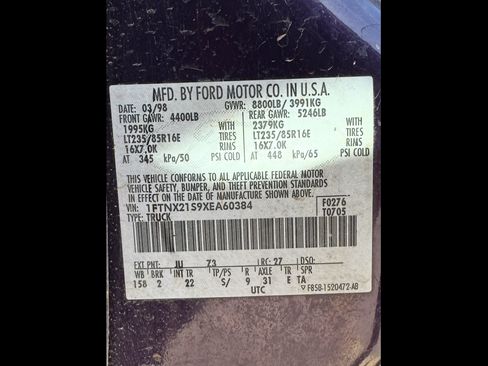 MFD. BY FORD MOTOR CO. IN U.S.A.
DATE: 03/98 GVWR: 8800LB/ 3991KG
FRONT GAWR: 4400LB REAR GAWR: 5246LB
1995KG WITH 2379KG WITH
LT235/85R16E TIRES LT235/85R16E TIRES
16X7.0K RIMS 16X7.0K RIMS
AT 345 kPa/50 PSI COLD AT 448 kPa/65 PSI COLD
THIS VEHICLE CONFORMS TO ALL APPLICABLE FEDERAL MOTOR
VEHICLE SAFETY, BUMPER, AND THEFT PREVENTION STANDARDS
IN EFFECT ON THE DATE OF MANUFACTURE SHOWN ABOVE.
VIN: 1FTNX21S9XEA60384 F0276
TYPE: TRUCK T0705
EXT PNT: JU 73 RC: 27 DSO:
WB BRK INT TR TP/PS R AXLE TR SPR
158 2 22 S/ 9 31 E TA
UTC F85B-1520472-AB